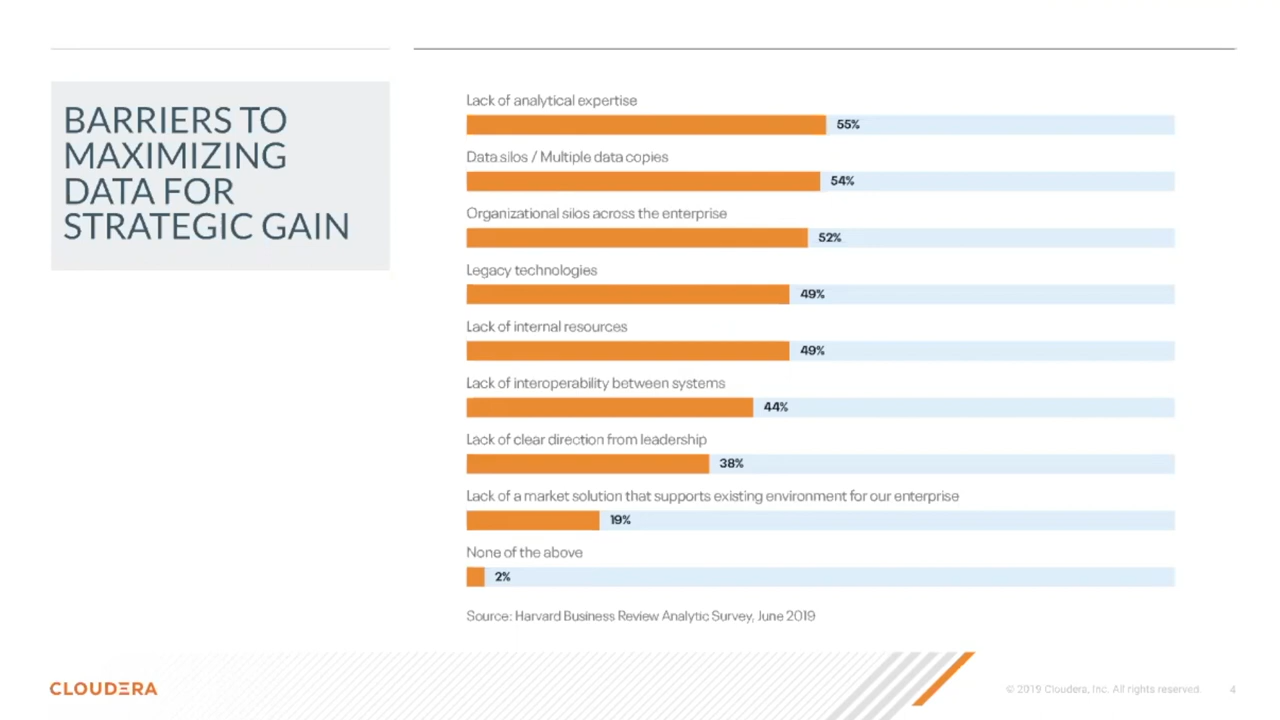 BARRIERS TO
MAXIMIZING
DATA FOR
STRATEGIC GAIN
Lack of analytical expertise
55%
Data silos / Multiple data copies
54%
Organizational silos across the enterprise
52%
Legacy technologies
49%
Lack of internal resources
49%
Lack of interoperability between systems
44%
Lack of clear direction from leadership
38%
Lack of a market solution that supports existing environment for our enterprise
19%
None of the above
2%
Source: Harvard Business Review Analytic Survey, June 2019
CLOUDERA
© 2019 Cloudera, Inc. All rights reserved. 4